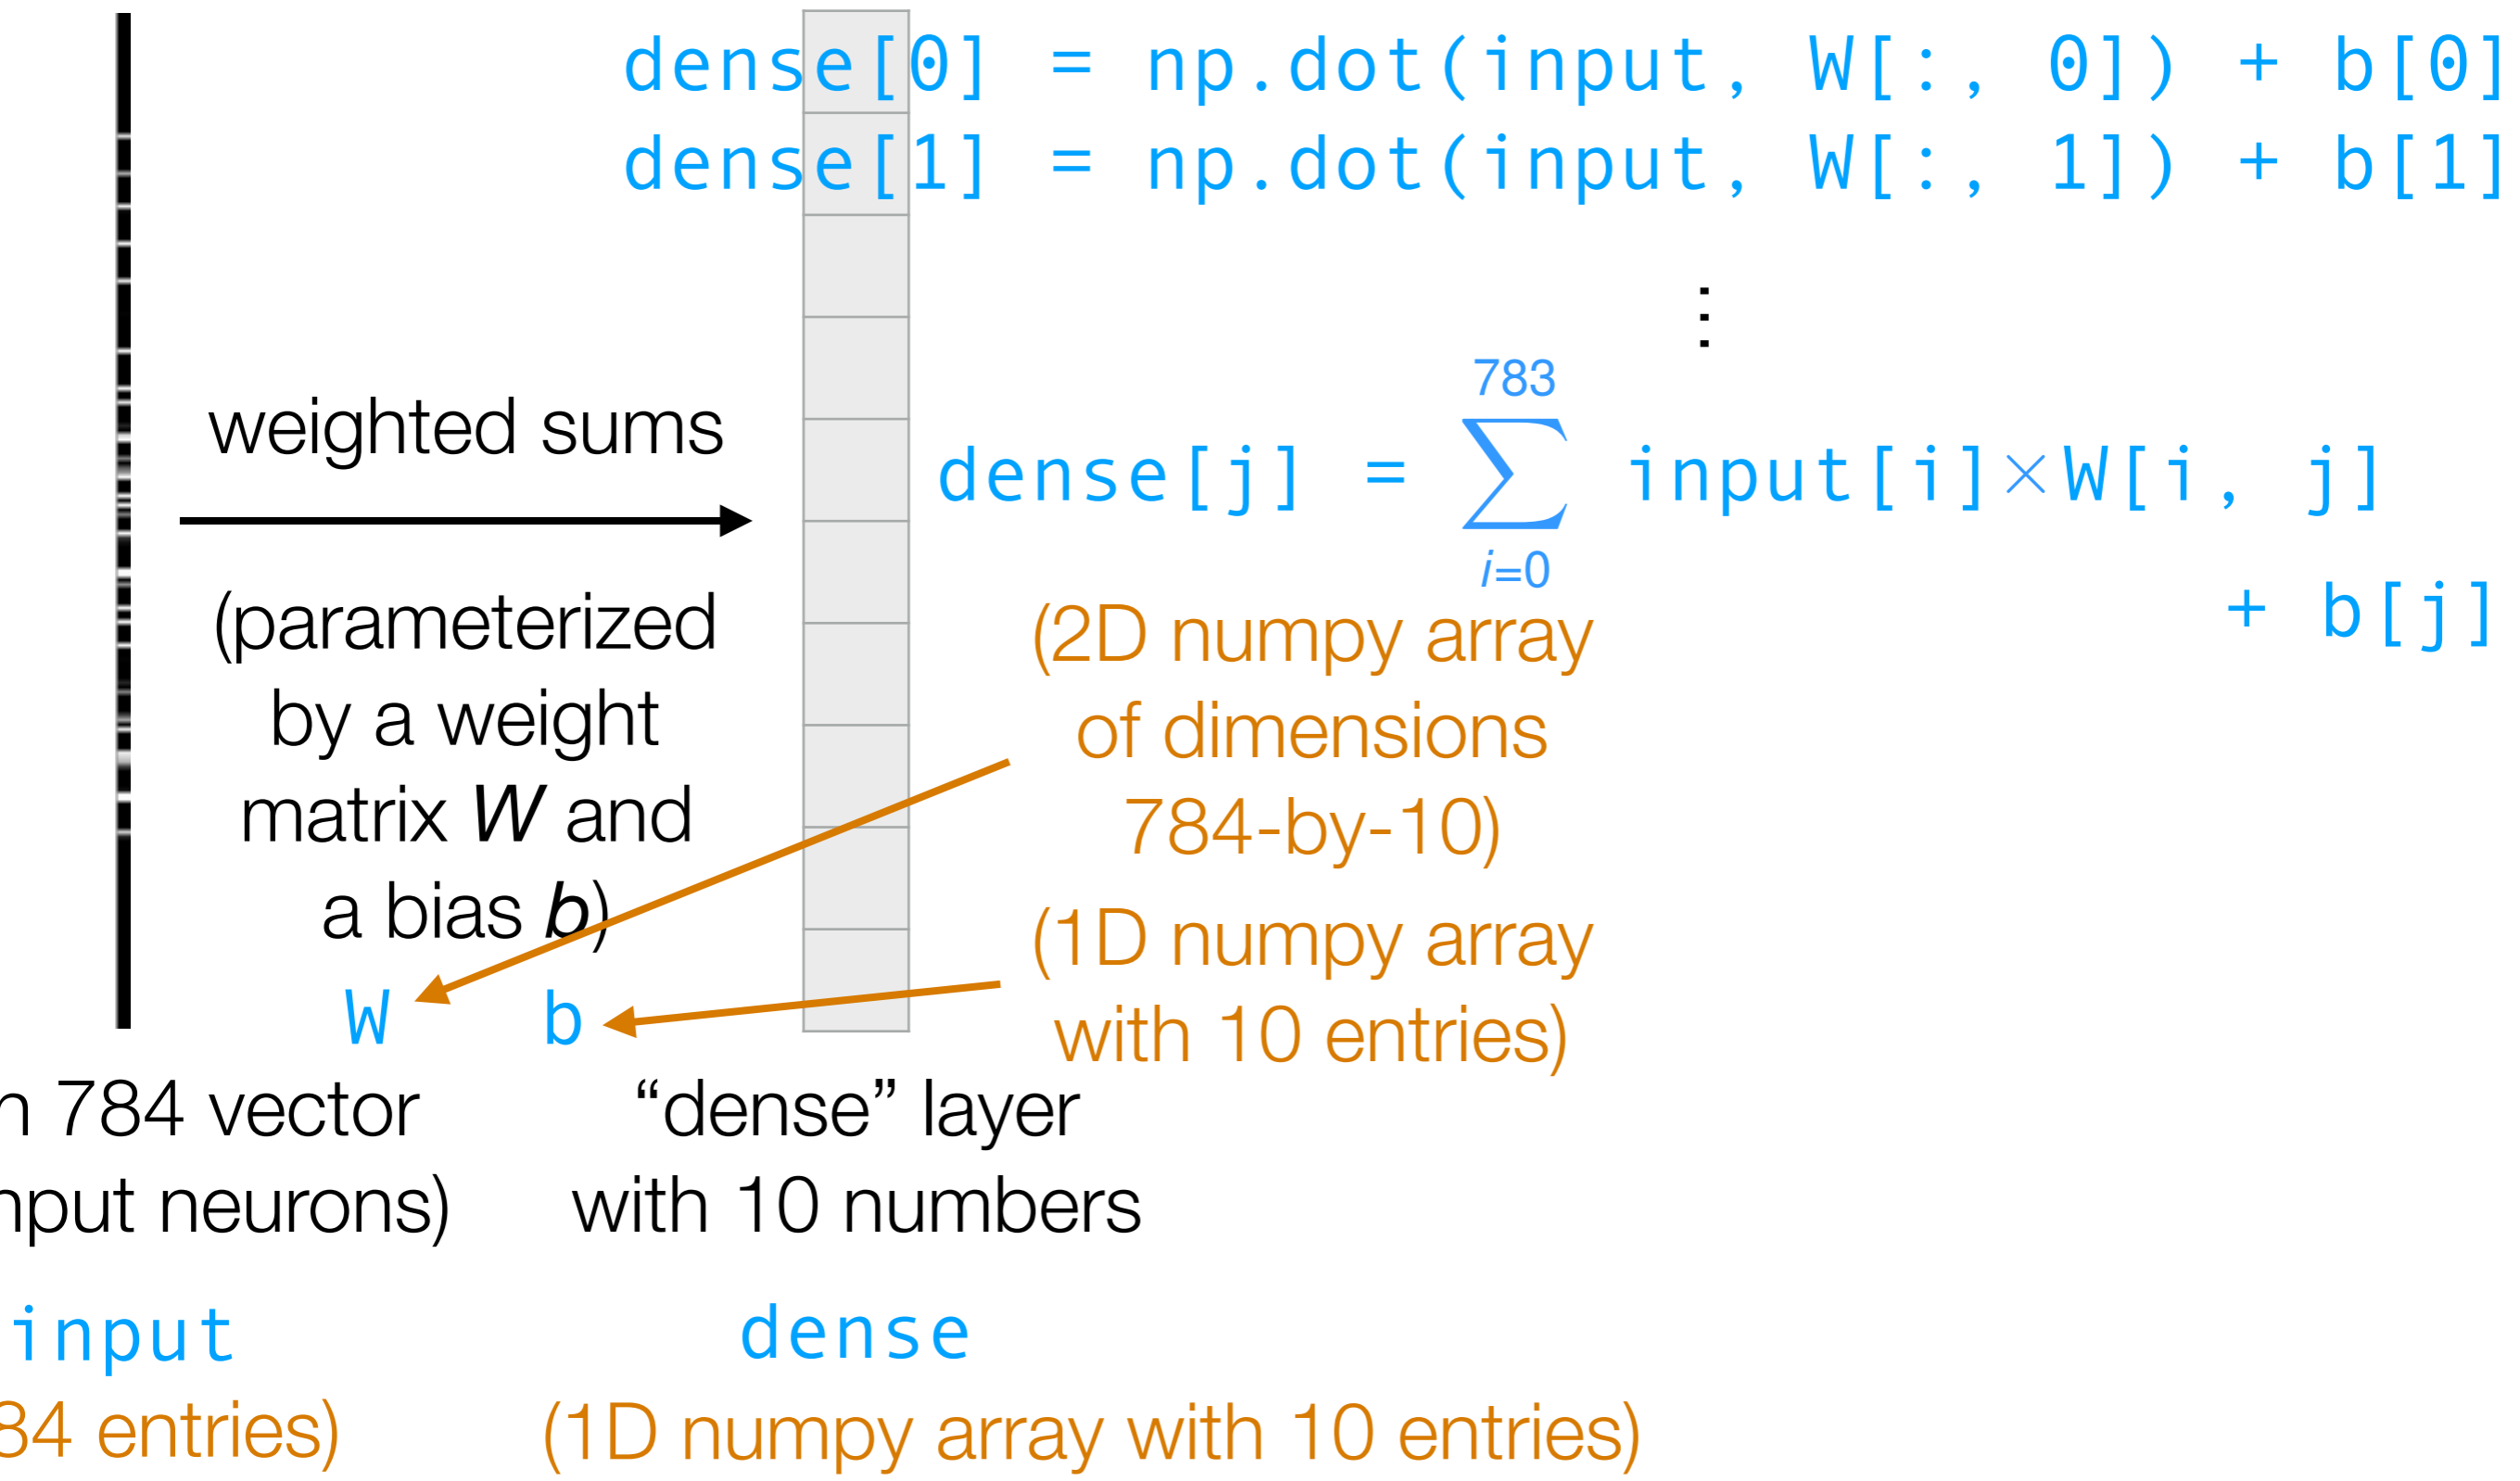 dense[0] = np.dot(input, W[:, 0]) + b[0]
dense[1] = np.dot(input, W[:, 1]) + b[1]
⋮
weighted sums
(parameterized
by a weight
matrix W and
a bias b)
W b
783
dense[j] = ∑ input[i]×W[i, j]
i=0
+ b[j]
(2D numpy array
of dimensions
784-by-10)
(1D numpy array
with 10 entries)
784 vector
neurons)
“dense” layer
with 10 numbers
input
entries)
dense
(1D numpy array with 10 entries)